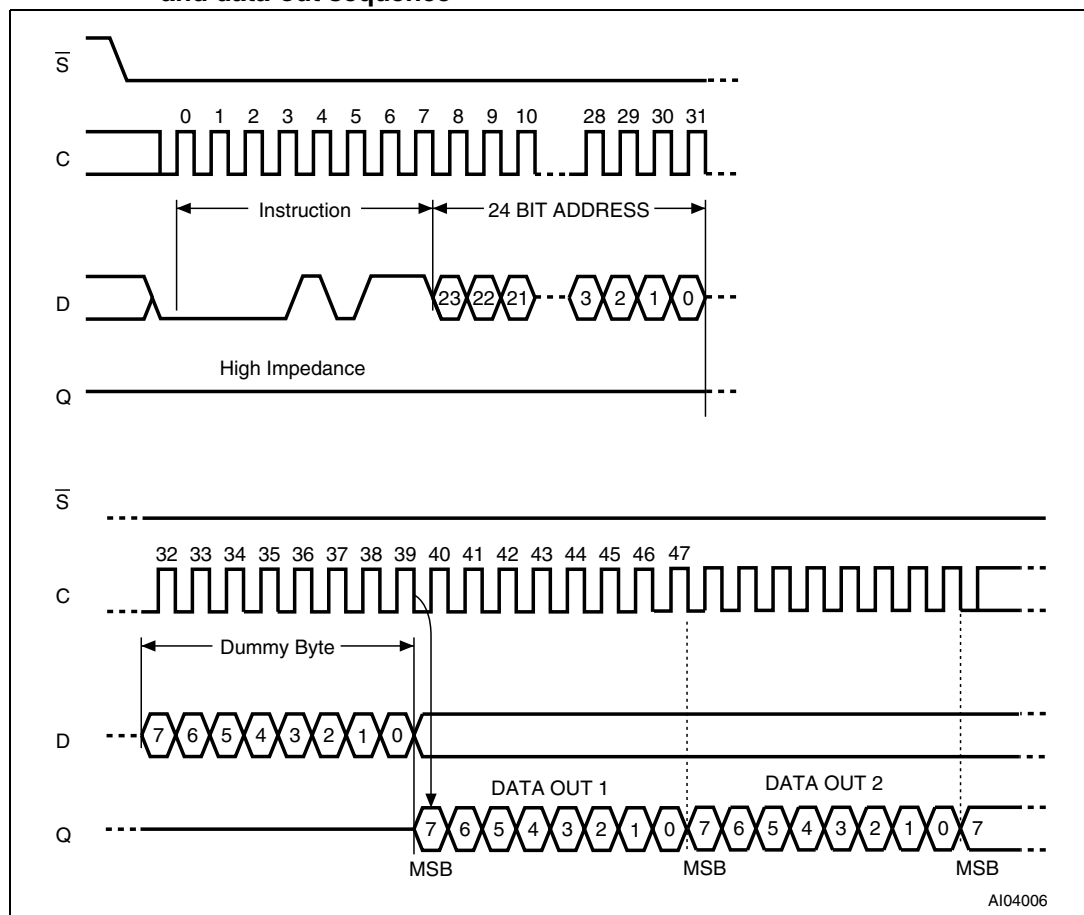 and data-out sequence
S
0 1 2 3 4 5 6 7 8 9 10 28 29 30 31
C
Instruction 24 BIT ADDRESS
D 23 22 21 3 2 1 0
High Impedance
Q
S
32 33 34 35 36 37 38 39 40 41 42 43 44 45 46 47
C
Dummy Byte
D 7 6 5 4 3 2 1 0
DATA OUT 1 DATA OUT 2
Q 7 6 5 4 3 2 1 0 7 6 5 4 3 2 1 0 7
MSB MSB MSB
AI04006